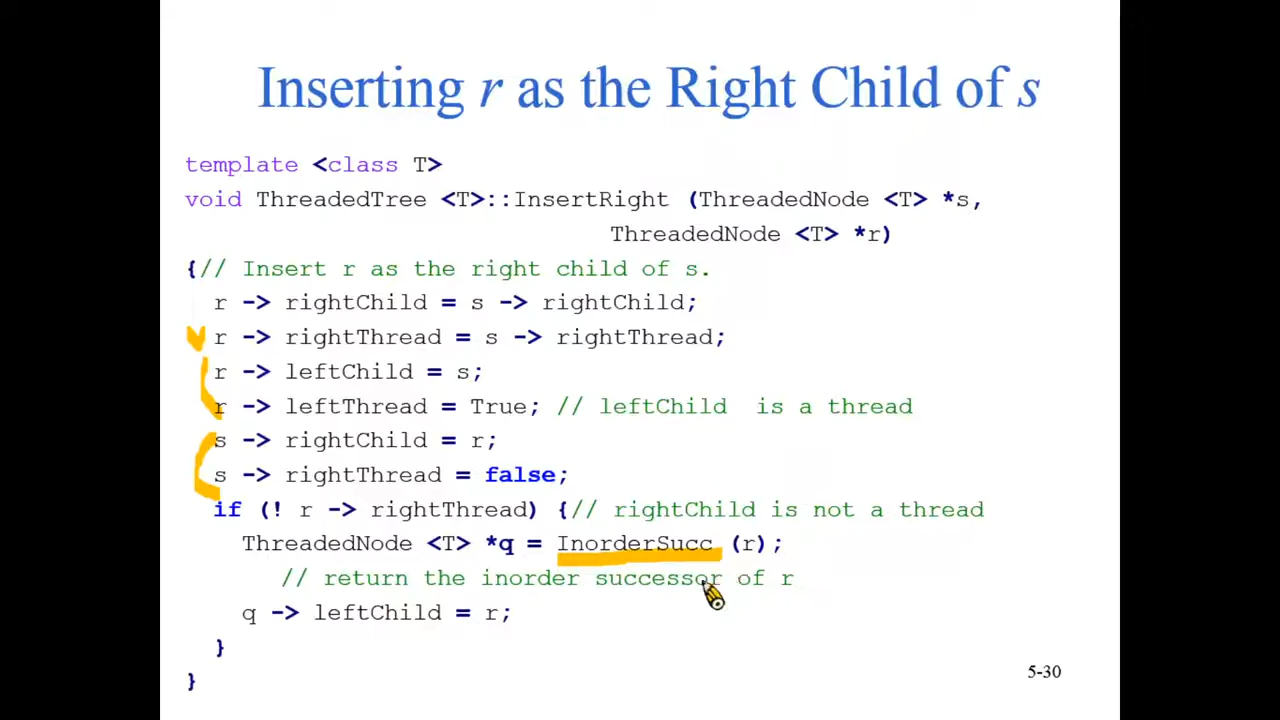 Inserting r as the Right Child of s
template <class T>
void ThreadedTree <T>::InsertRight (ThreadedNode <T> *s,
ThreadedNode <T> *r)
{// Insert r as the right child of s.
r -> rightChild = s -> rightChild;
r -> rightThread = s -> rightThread;
r -> leftChild = s;
r -> leftThread = True; // leftChild  is a thread
s -> rightChild = r;
s -> rightThread = false;
if (! r -> rightThread) {// rightChild is not a thread
ThreadedNode <T> *q = InorderSucc (r);
// return the inorder successor of r
q -> leftChild = r;
}
}
5-30